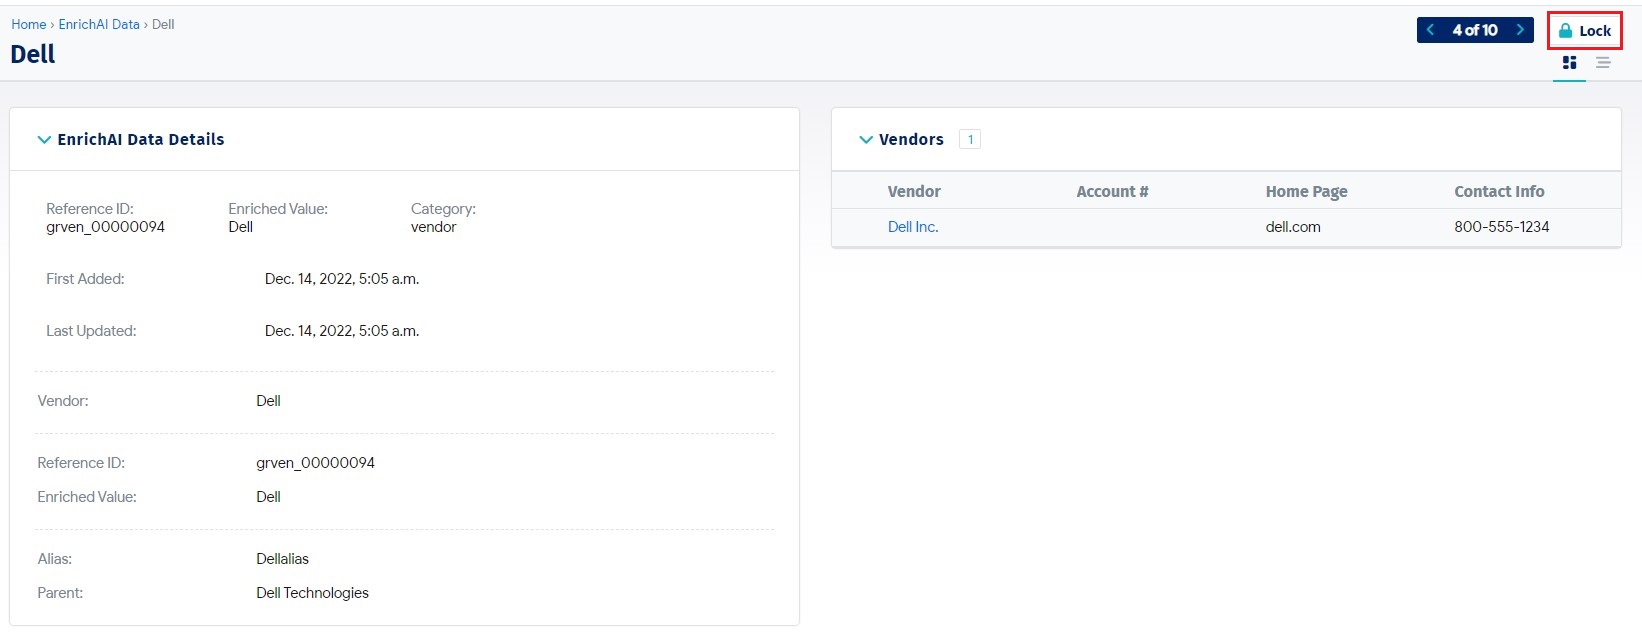 Home › EnrichAI Data › Dell
Dell
4 of 10
Lock
EnrichAI Data Details
Reference ID: Enriched Value: Category:
grven_00000094 Dell vendor
First Added: Dec. 14, 2022, 5:05 a.m.
Last Updated: Dec. 14, 2022, 5:05 a.m.
Vendor: Dell
Reference ID: grven_00000094
Enriched Value: Dell
Alias: Dellalias
Parent: Dell Technologies
Vendors 1
Vendor Account # Home Page Contact Info
Dell Inc. dell.com 800-555-1234